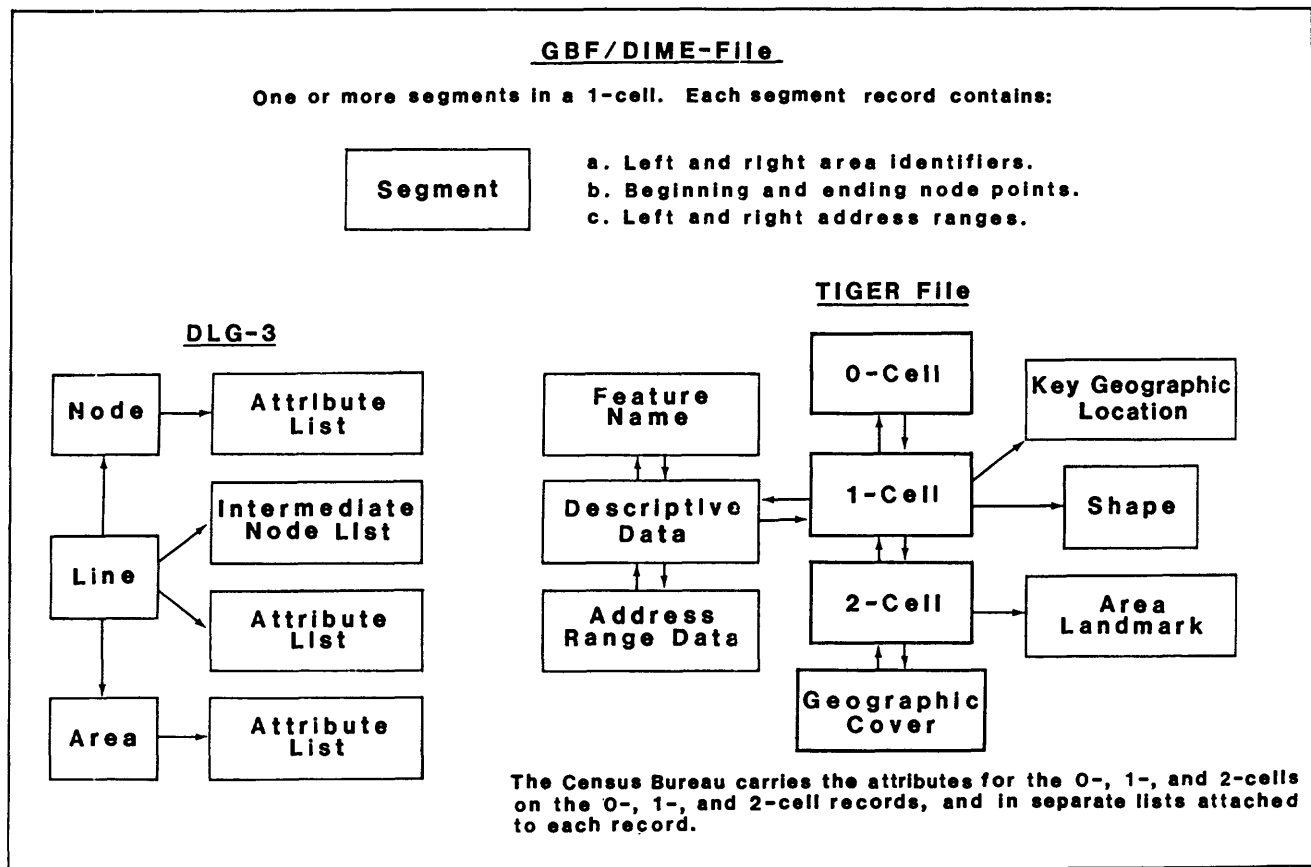 GBF/DIME-File
One or more segments in a 1-cell. Each segment record contains:
Segment
a. Left and right area identifiers.
b. Beginning and ending node points.
c. Left and right address ranges.
DLG-3
Node
Attribute
List
Intermediate
Node List
Line
Attribute
List
Area
Attribute
List
TIGER File
0-Cell
Feature
Name
Key Geographic
Location
1-Cell
Descriptive
Data
Shape
2-Cell
Address
Range Data
Area
Landmark
Geographic
Cover
The Census Bureau carries the attributes for the 0-, 1-, and 2-cells
on the 0-, 1-, and 2-cell records, and in separate lists attached
to each record.